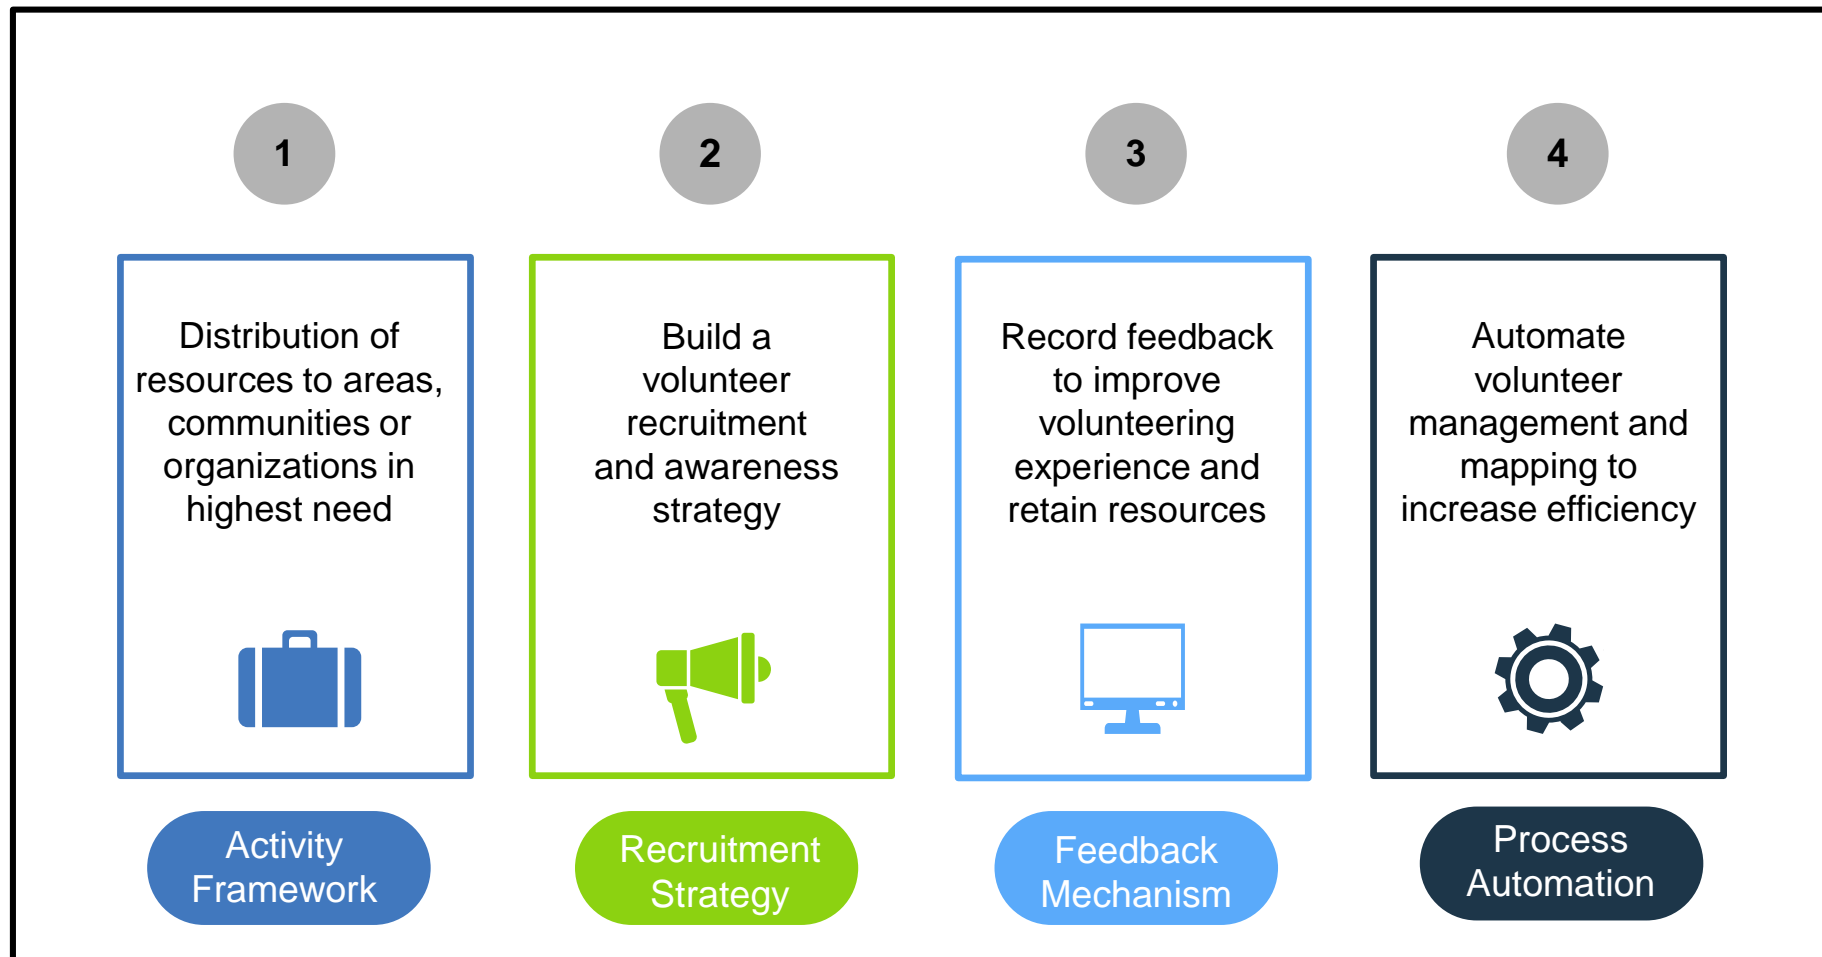 1
2
3
4
Distribution of
resources to areas,
communities or
organizations in
highest need
Build a
volunteer
recruitment
and awareness
strategy
Record feedback
to improve
volunteering
experience and
retain resources
Automate
volunteer
management and
mapping to
increase efficiency
Activity
Framework
Recruitment
Strategy
Feedback
Mechanism
Process
Automation